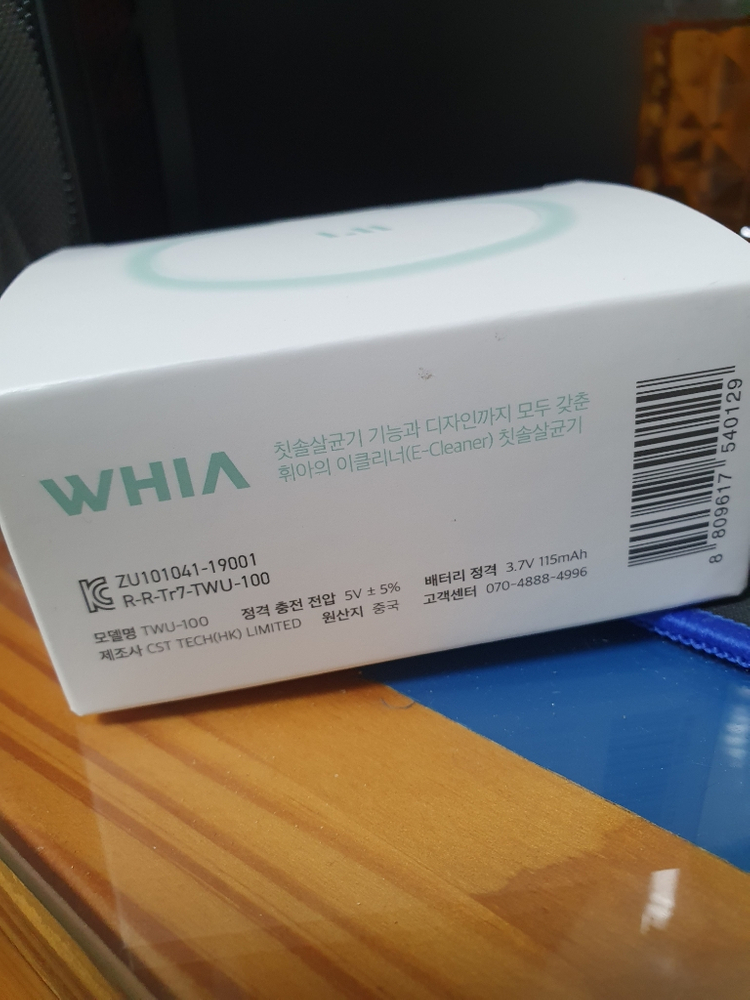 WHIA
칫솔살균기 기능과 디자인까지 모두 갖춘
휘아의 이클리너(E-Cleaner) 칫솔살균기
ZU101041-19001
R-R-Tr7-TWU-100
모델명 TWU-100 정격 충전 전압 5V ± 5% 배터리 정격 3.7V 115mAh
제조사 CST TECH(HK) LIMITED 원산지 중국 고객센터 070-4888-4996
8 809617 540129